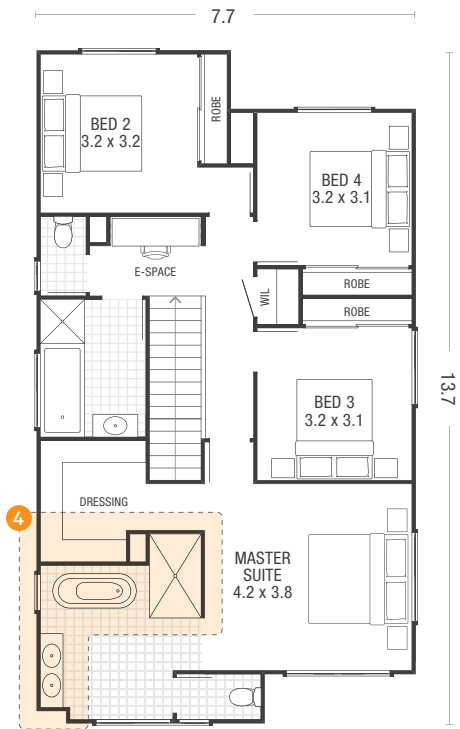 7.7
BED 2
3.2 x 3.2
ROBE
BED 4
3.2 x 3.1
E-SPACE
WIL
ROBE
ROBE
13.7
BED 3
3.2 x 3.1
DRESSING
4
MASTER
SUITE
4.2 x 3.8